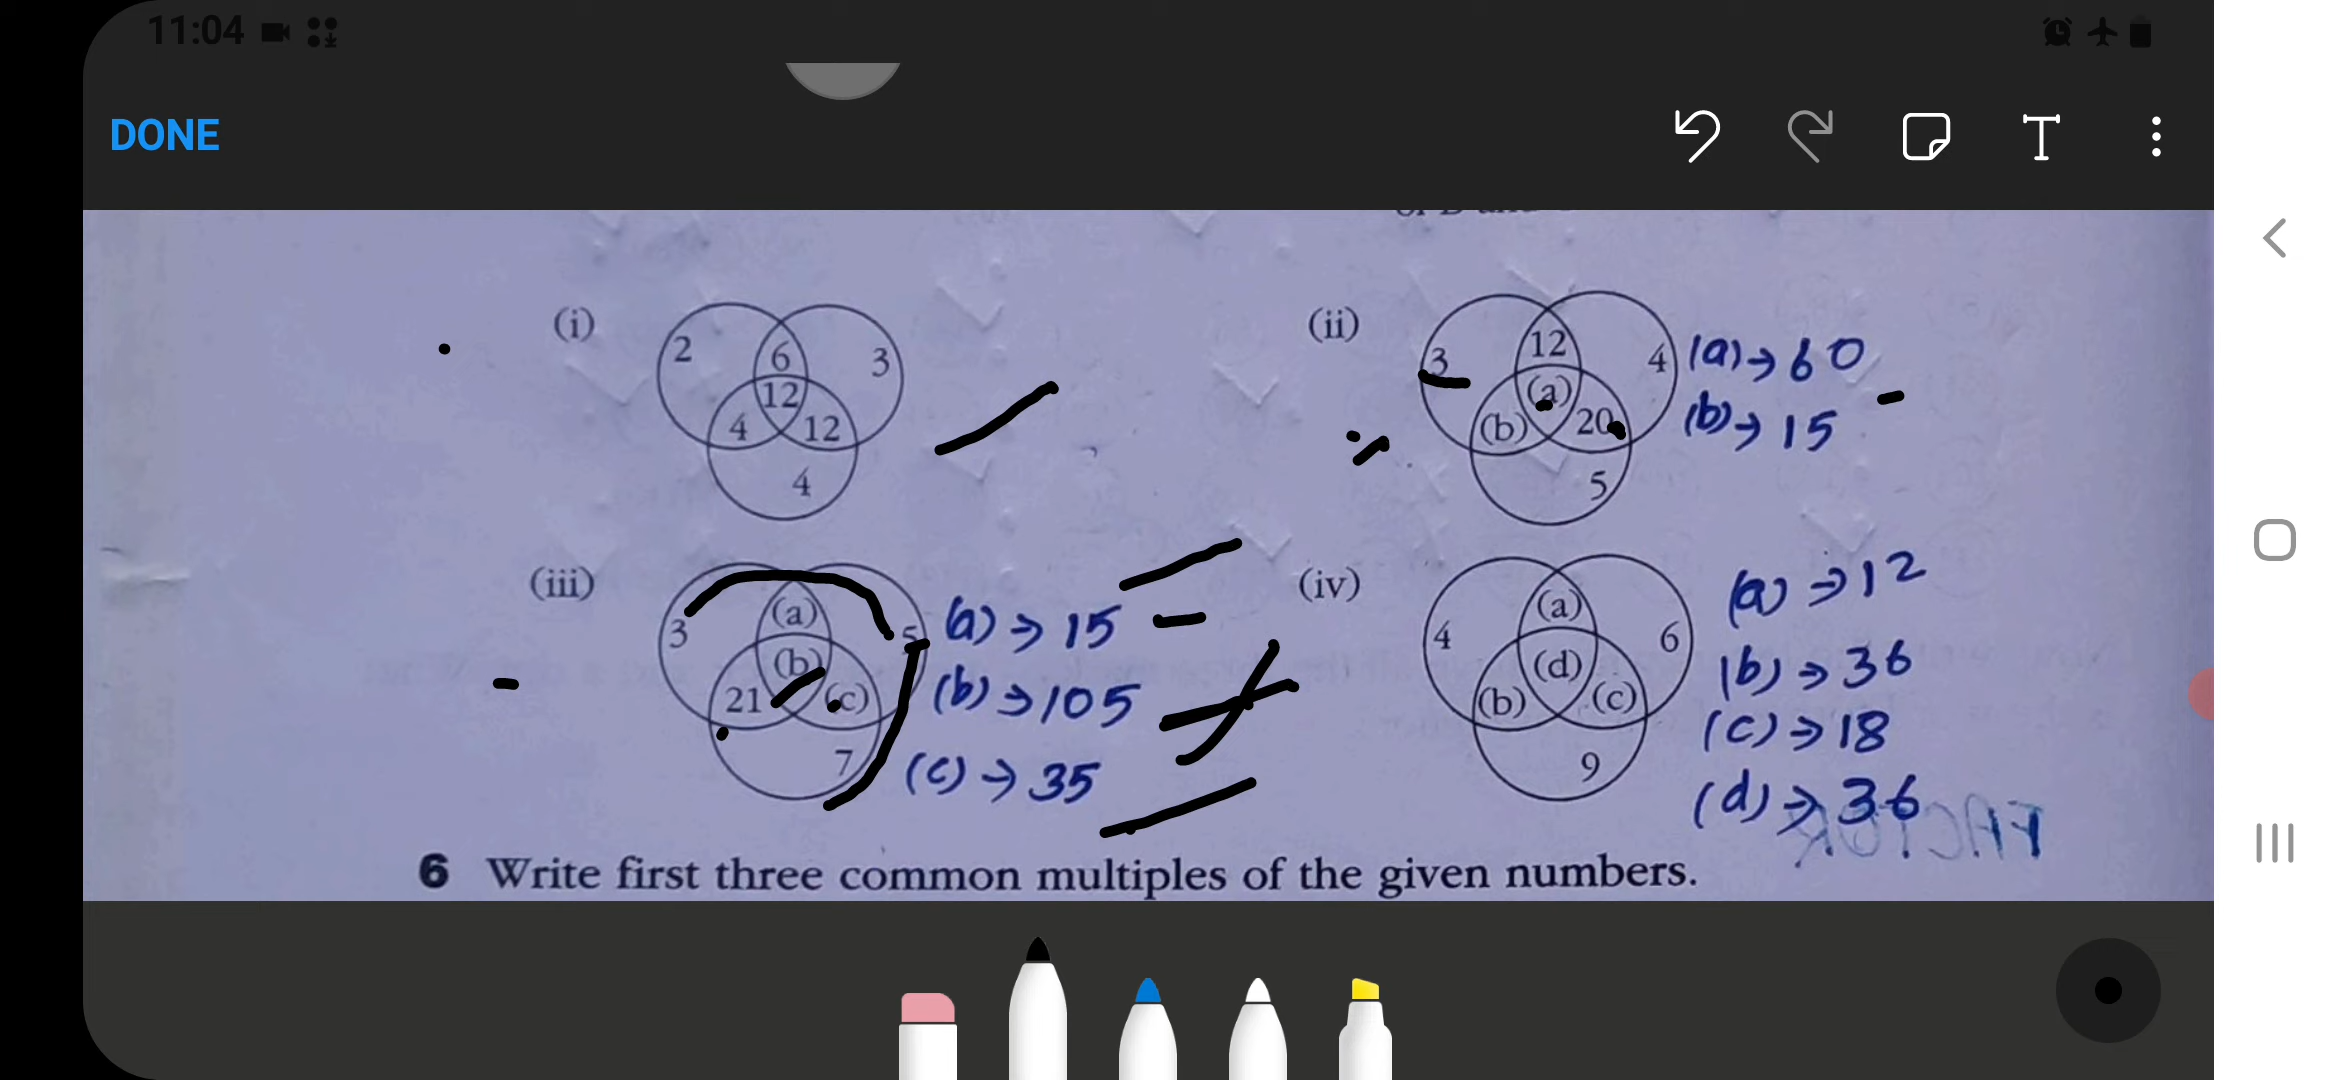 11:04
DONE
T
(i)
2
6
3
12
4
12
4
(ii)
3
12
4
(a)
(b)
20
5
(a) → 60
(b) → 15
(iii)
3
(a)
5
(b)
21
(c)
7
(a) → 15
(b) → 105
(c) → 35
(iv)
4
(a)
6
(d)
(b)
(c)
9
(a) → 12
(b) → 36
(c) → 18
(d) → 36
FACTOR
6 Write first three common multiples of the given numbers.